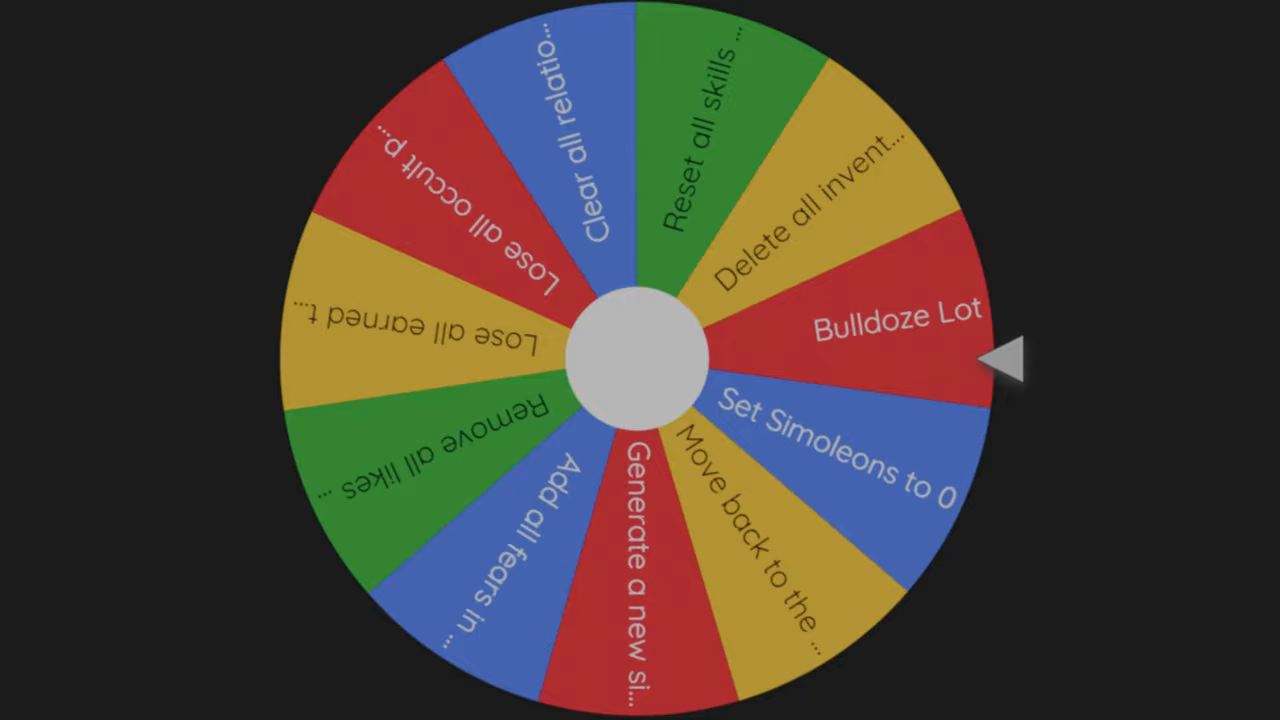 Reset all skills ...
Delete all invent...
Bulldoze Lot
Set Simoleons to 0
Move back to the ...
Generate a new si...
Add all fears in ...
Remove all likes ...
Lose all earned t...
Lose all occult p...
Clear all relatio...